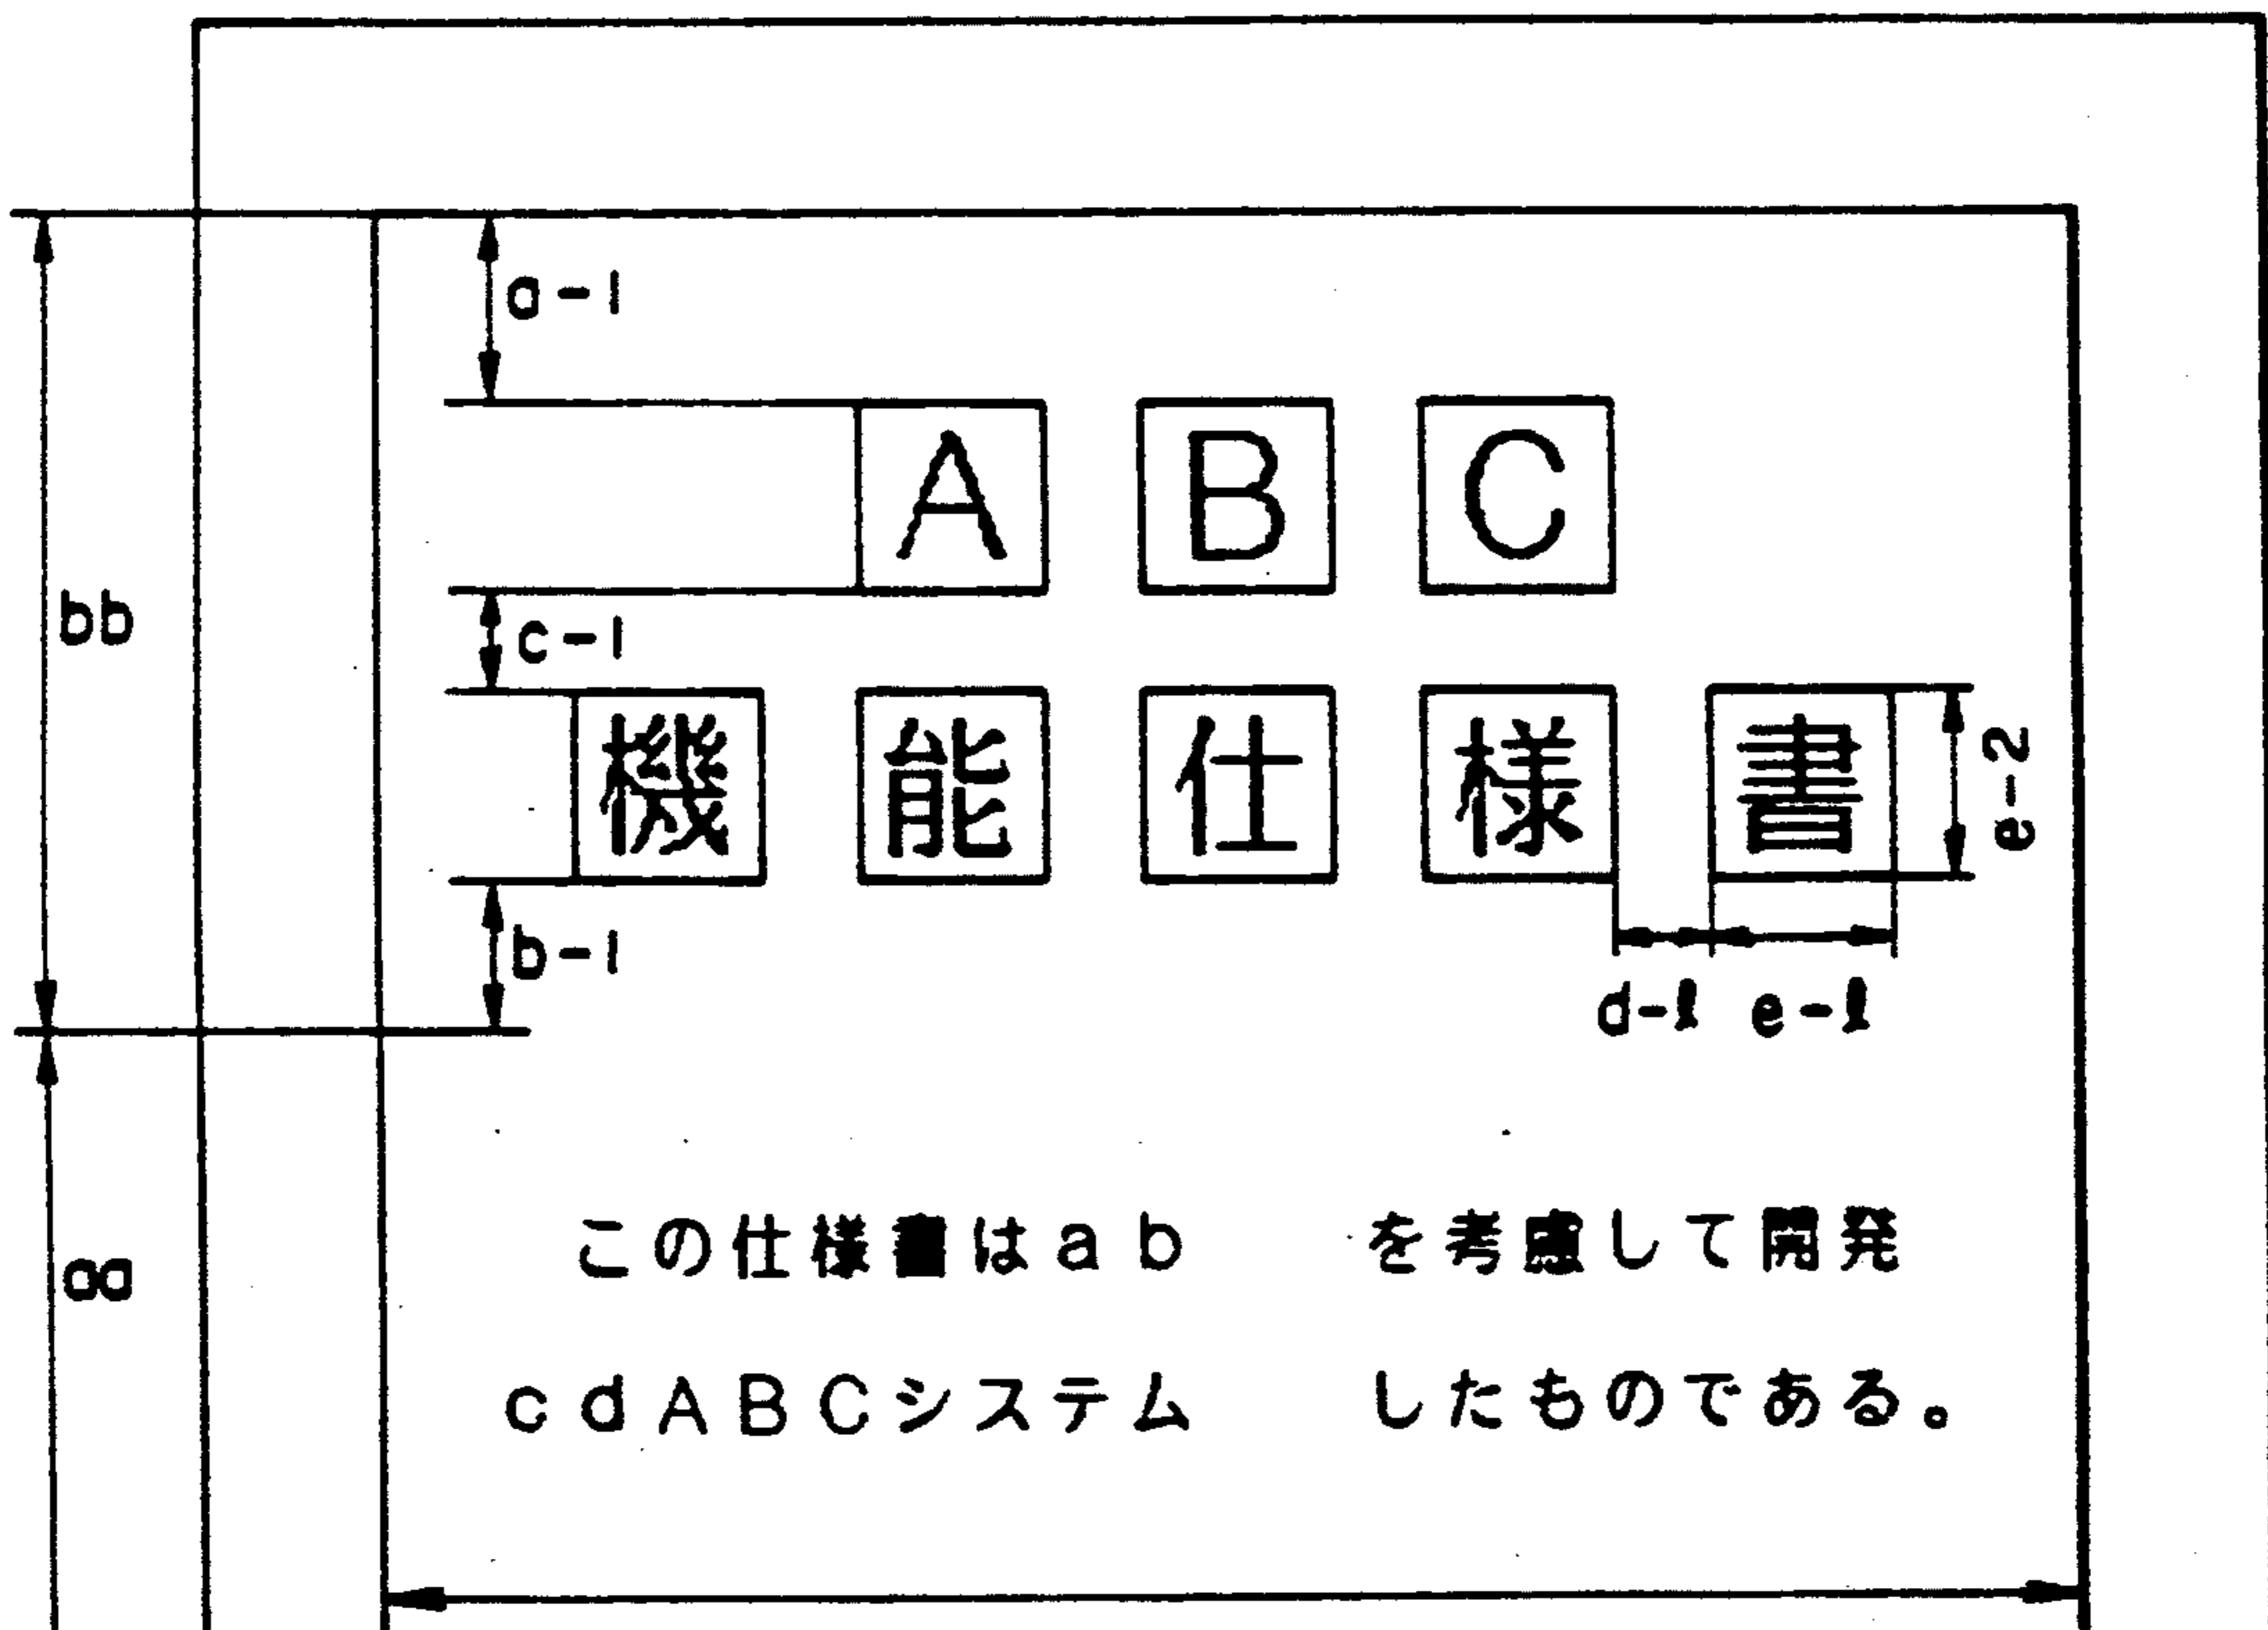 a-1
A B C
bb
c-1
機能仕様書
e-2
b-1
d-1 e-1
この仕様書はab を考慮して開発
aa
cdABCシステム したものである。